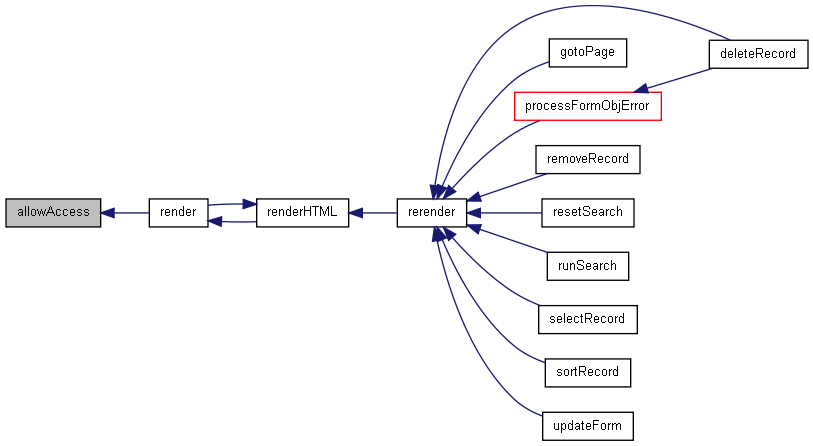 gotoPage
deleteRecord
processFormObjError
removeRecord
allowAccess
render
renderHTML
rerender
resetSearch
runSearch
selectRecord
sortRecord
updateForm